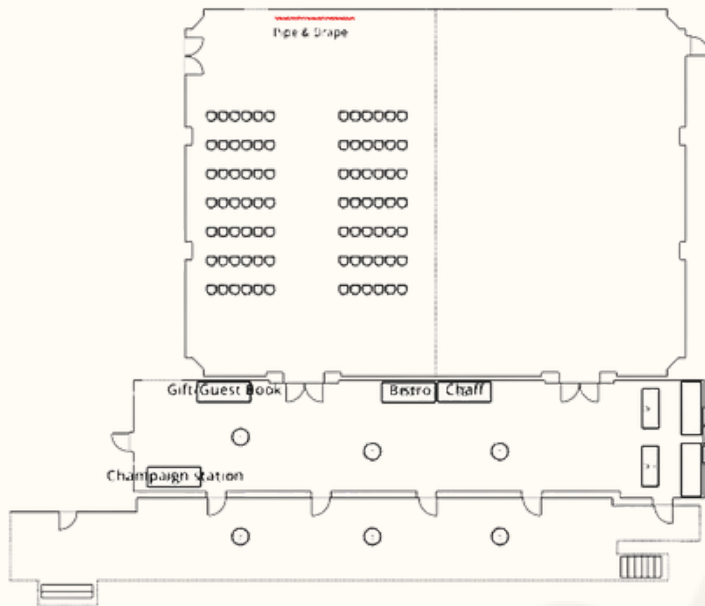 Pipe & Drape
Gift/Guest Book
Bistro
Chaff
Champaign station